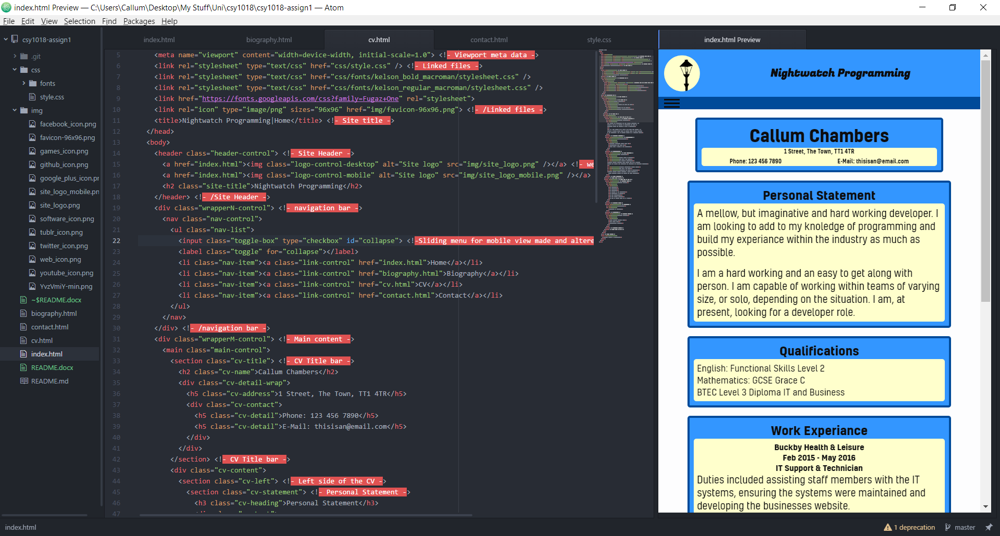 index.html Preview — C:\Users\Callum\Desktop\My Stuff\Uni\csy1018\csy1018-assign1 — Atom
File Edit View Selection Find Packages Help
csy1018-assign1
.git
css
fonts
style.css
img
facebook_icon.png
favicon-96x96.png
games_icon.png
github_icon.png
google_plus_icon.pr
site_logo_mobile.pn
site_logo.png
software_icon.png
tublr_icon.png
twitter_icon.png
web_icon.png
youtube_icon.png
YvzVmiY-min.png
~$README.docx
biography.html
contact.html
cv.html
index.html
README.docx
README.md
index.html biography.html cv.html contact.html style.css
5 <meta name="viewport" content="width=device-width, initial-scale=1.0"> <!- Viewport meta data ->
6 <link rel="stylesheet" type="text/css" href="css/style.css" /> <!- Linked files ->
7 <link rel="stylesheet" type="text/css" href="css/fonts/kelson_bold_macroman/stylesheet.css" />
8 <link rel="stylesheet" type="text/css" href="css/fonts/kelson_regular_macroman/stylesheet.css" />
9 <link href="https://fonts.googleapis.com/css?family=Fugaz+One" rel="stylesheet">
10 <link rel="icon" type="image/png" sizes="96x96" href="img/favicon-96x96.png"> <!- /Linked files ->
11 <title>Nightwatch Programming|Home</title> <!- Site title ->
12 </head>
13 <body>
14 <header class="header-control"> <!- Site Header ->
15 <a href="index.html"><img class="logo-control-desktop" alt="Site logo" src="img/site_logo.png" /></a> <!- we
16 <a href="index.html"><img class="logo-control-mobile" alt="Site logo" src="img/site_logo_mobile.png" /></a>
17 <h2 class="site-title">Nightwatch Programming</h2>
18 </header> <!- /Site Header ->
19 <div class="wrapperN-control"> <!- navigation bar ->
20 <nav class="nav-control">
21 <ul class="nav-list">
22 <input class="toggle-box" type="checkbox" id="collapse"> <!-Sliding menu for mobile view made and altere
23 <label class="toggle" for="collapse"></label>
24 <li class="nav-item"><a class="link-control" href="index.html">Home</a></li>
25 <li class="nav-item"><a class="link-control" href="biography.html">Biography</a></li>
26 <li class="nav-item"><a class="link-control" href="cv.html">CV</a></li>
27 <li class="nav-item"><a class="link-control" href="contact.html">Contact</a></li>
28 </ul>
29 </nav>
30 </div> <!- /navigation bar ->
31 <div class="wrapperM-control"> <!- Main content ->
32 <main class="main-control">
33 <section class="cv-title"> <!- CV Title bar ->
34 <h2 class="cv-name">Callum Chambers</h2>
35 <div class="cv-detail-wrap">
36 <h5 class="cv-address">1 Street, The Town, TT1 4TR</h5>
37 <div class="cv-contact">
38 <h5 class="cv-detail">Phone: 123 456 7890</h5>
39 <h5 class="cv-detail">E-Mail: thisisan@email.com</h5>
40 </div>
41 </div>
42 </section> <!- CV Title bar ->
43 <div class="cv-content">
44 <section class="cv-left"> <!- Left side of the CV ->
45 <section class="cv-statement"> <!- Personal Statement ->
46 <h3 class="cv-heading">Personal Statement</h3>
47
index.html Preview
Nightwatch Programming
Callum Chambers
1 Street, The Town, TT1 4TR
Phone: 123 456 7890 E-Mail: thisisan@email.com
Personal Statement
A mellow, but imaginative and hard working developer. I
am looking to add to my knoledge of programming and
build my experiance within the industry as much as
possible.
I am a hard working and an easy to get along with
person. I am capable of working within teams of varying
size, or solo, depending on the situation. I am, at
present, looking for a developer role.
Qualifications
English: Functional Skills Level 2
Mathematics: GCSE Grace C
BTEC Level 3 Diploma IT and Business
Work Experiance
Buckby Health & Leisure
Feb 2015 - May 2016
IT Support & Technician
Duties included assisting staff members with the IT
systems, ensuring the systems were maintained and
developing the businesses website.
index.html 1 deprecation master